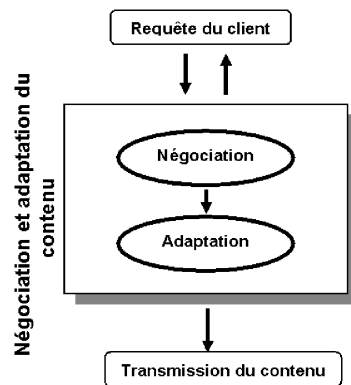 Requête du client
Négociation et adaptation du
contenu
Négociation
Adaptation
Transmission du contenu